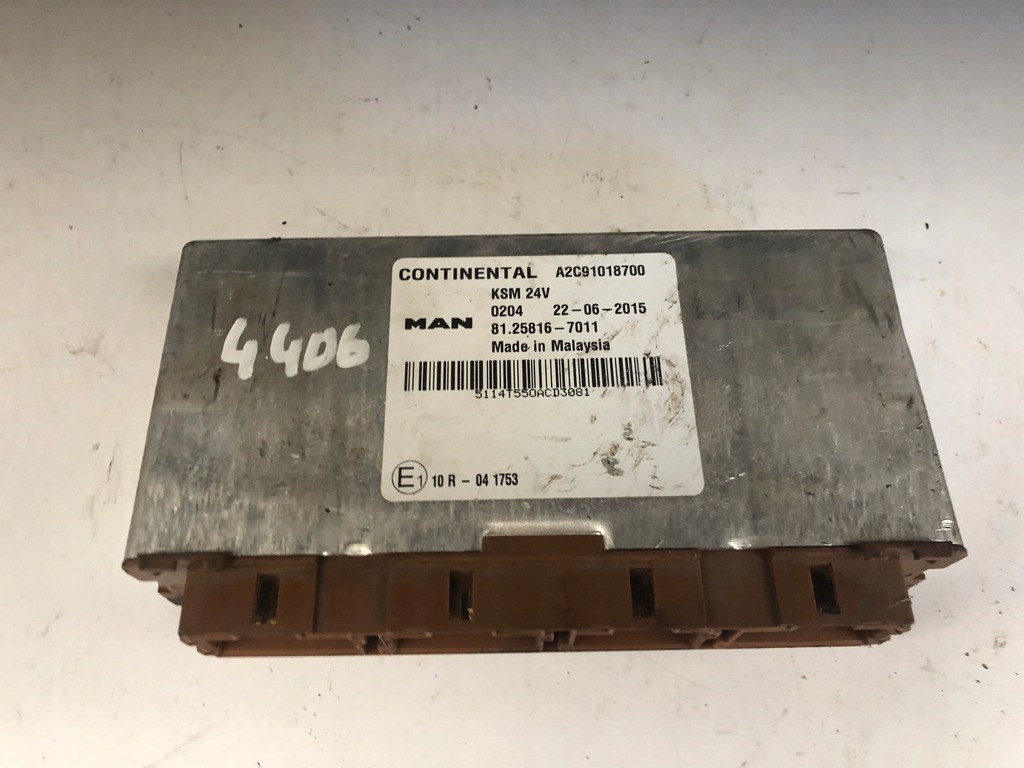 4406
CONTINENTAL A2C91018700
KSM 24V
0204 22-06-2015
MAN 81.25816-7011
Made in Malaysia
5114T550ACD3081
E1 10 R - 04 1753